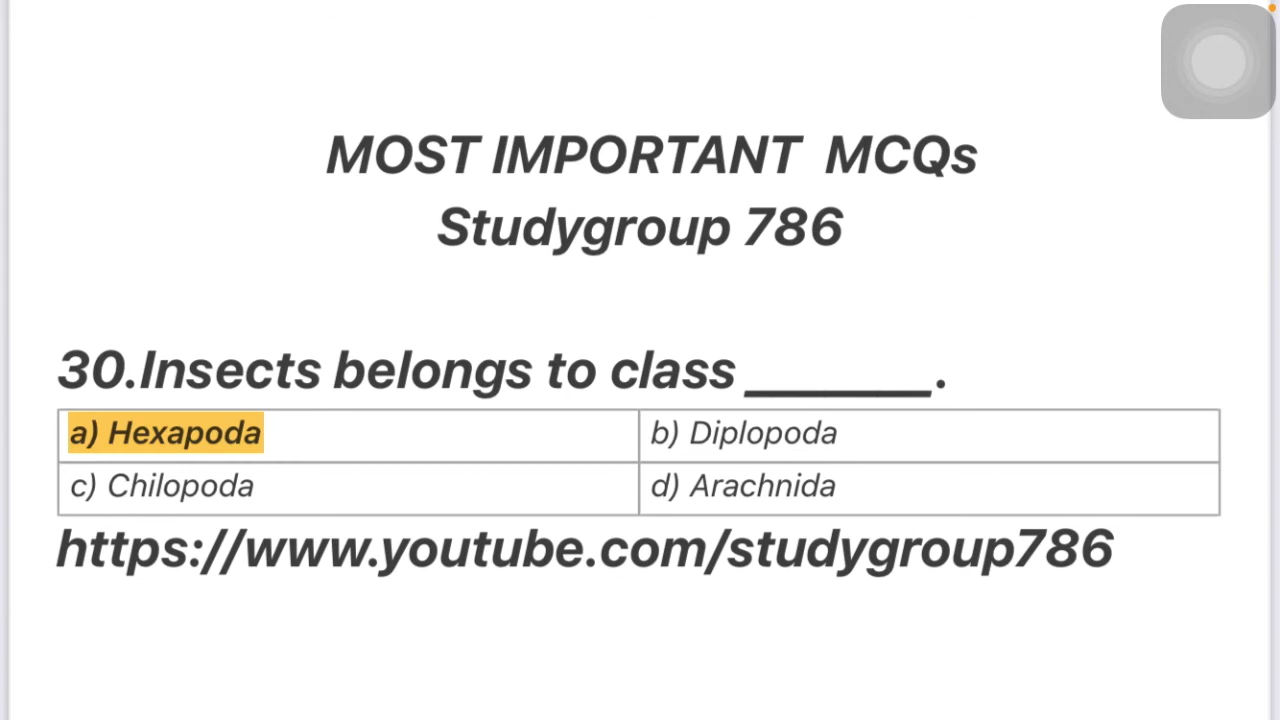 MOST IMPORTANT MCQs
Studygroup 786
30.Insects belongs to class _______.
a) Hexapoda
b) Diplopoda
c) Chilopoda
d) Arachnida
https://www.youtube.com/studygroup786